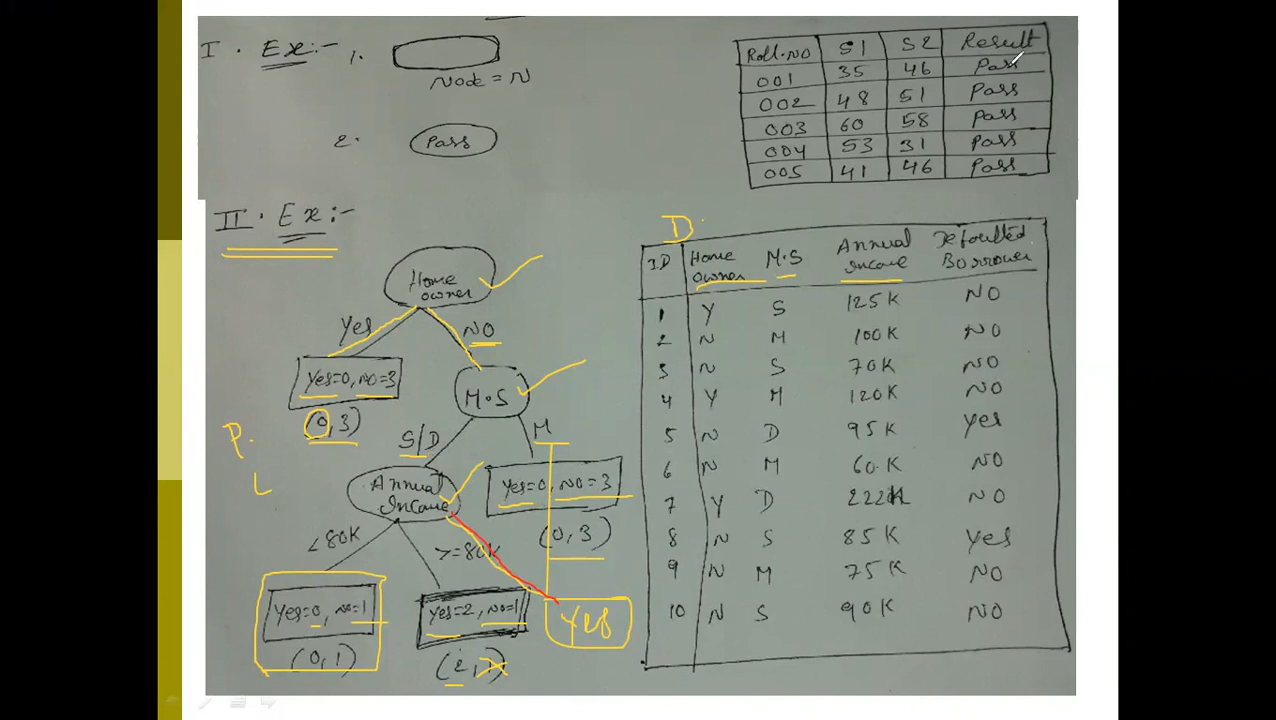 I. Ex:- 1.
Node = N
2. Pass
Roll.NO S1 S2 Result
001 35 46 Pass
002 48 51 Pass
003 60 58 Pass
004 53 31 Pass
005 41 46 Pass
II. Ex:-
Home owner
Yes NO
Yes=0, NO=3
(0,3)
M.S
P.
L
S/D M
Annual Income
Yes=0, NO=3
(0,3)
<80K >=80K
Yes=0, NO=1
(0,1)
Yes=2, NO=1
(2,
Yes
D.
ID Home owner M.S Annual Income Defaulted Borrower
1 Y S 125K NO
2 N M 100K NO
3 N S 70K NO
4 Y M 120K NO
5 N D 95K Yes
6 N M 60K NO
7 Y D 222K NO
8 N S 85K Yes
9 N M 75K NO
10 N S 90K NO